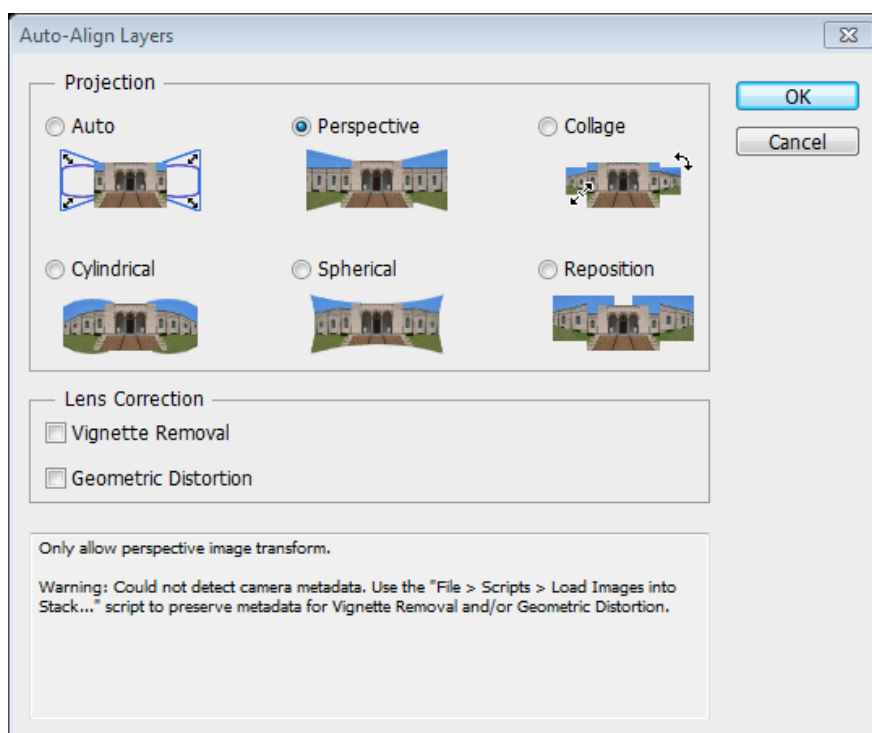 Auto-Align Layers
Projection
Auto
Perspective
Collage
Cylindrical
Spherical
Reposition
OK
Cancel
Lens Correction
Vignette Removal
Geometric Distortion
Only allow perspective image transform.
Warning: Could not detect camera metadata. Use the "File > Scripts > Load Images into
Stack..." script to preserve metadata for Vignette Removal and/or Geometric Distortion.